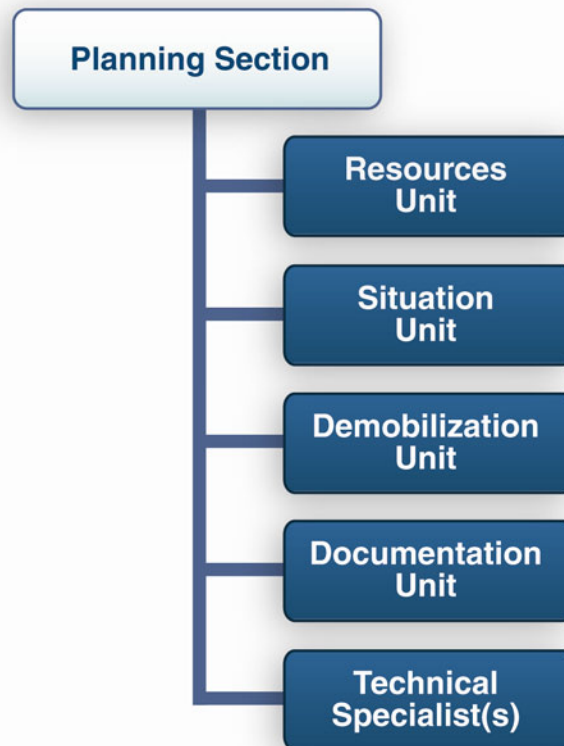 Planning Section
Resources
Unit
Situation
Unit
Demobilization
Unit
Documentation
Unit
Technical
Specialist(s)